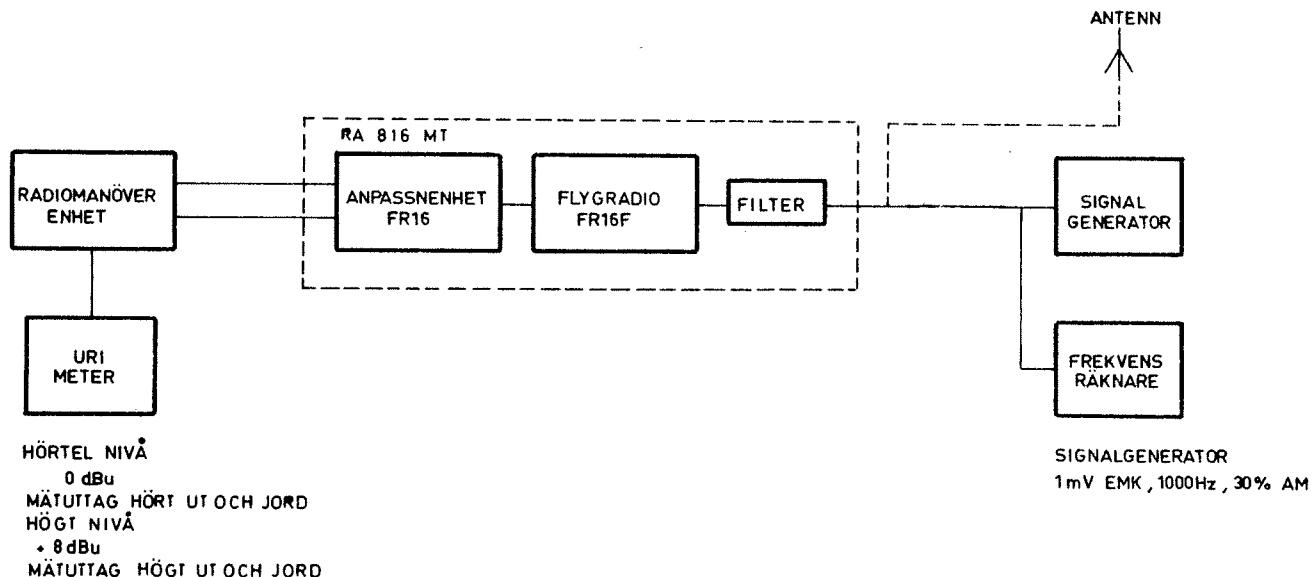 ANTENN
RA 816 MT
RADIOMANÖVER
ENHET
ANPASSNENHET
FR16
FLYGRADIO
FR16F
FILTER
SIGNAL
GENERATOR
URI
METER
FREKVENS
RÄKNARE
HÖRTEL NIVÅ
0 dBu
MÄTUTTAG HÖRT UT OCH JORD
HÖGT NIVÅ
+ 8 dBu
MÄTUTTAG HÖGT UT OCH JORD
SIGNALGENERATOR
1 mV EMK, 1000Hz, 30% AM